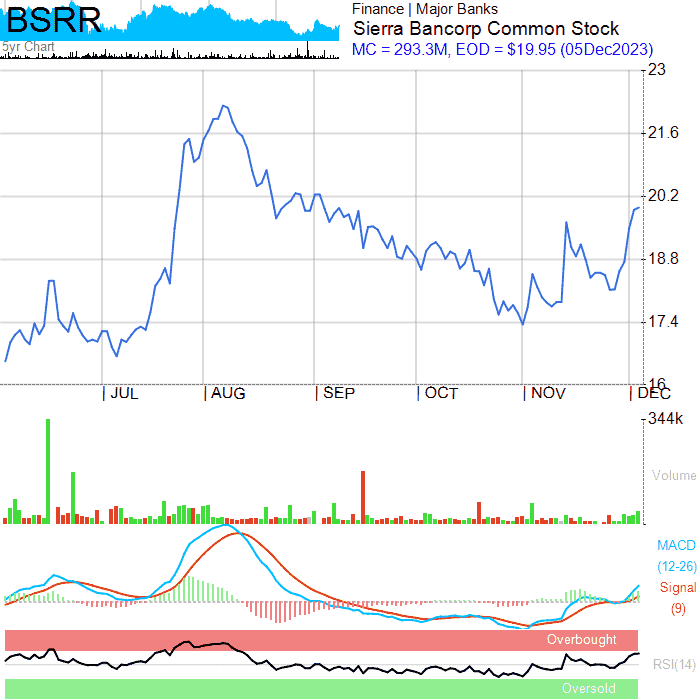 BSRR
5yr Chart
Finance | Major Banks
Sierra Bancorp Common Stock
MC = 293.3M, EOD = $19.95 (05Dec2023)
23
21.6
20.2
18.8
17.4
16
JUL AUG SEP OCT NOV DEC
344k
Volume
MACD
(12-26)
Signal
(9)
Overbought
RSI(14)
Oversold